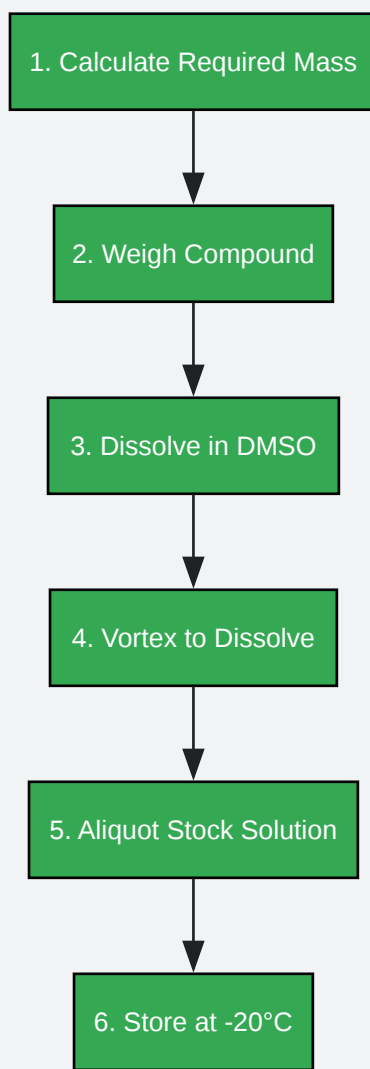 1. Calculate Required Mass
2. Weigh Compound
3. Dissolve in DMSO
4. Vortex to Dissolve
5. Aliquot Stock Solution
6. Store at -20°C